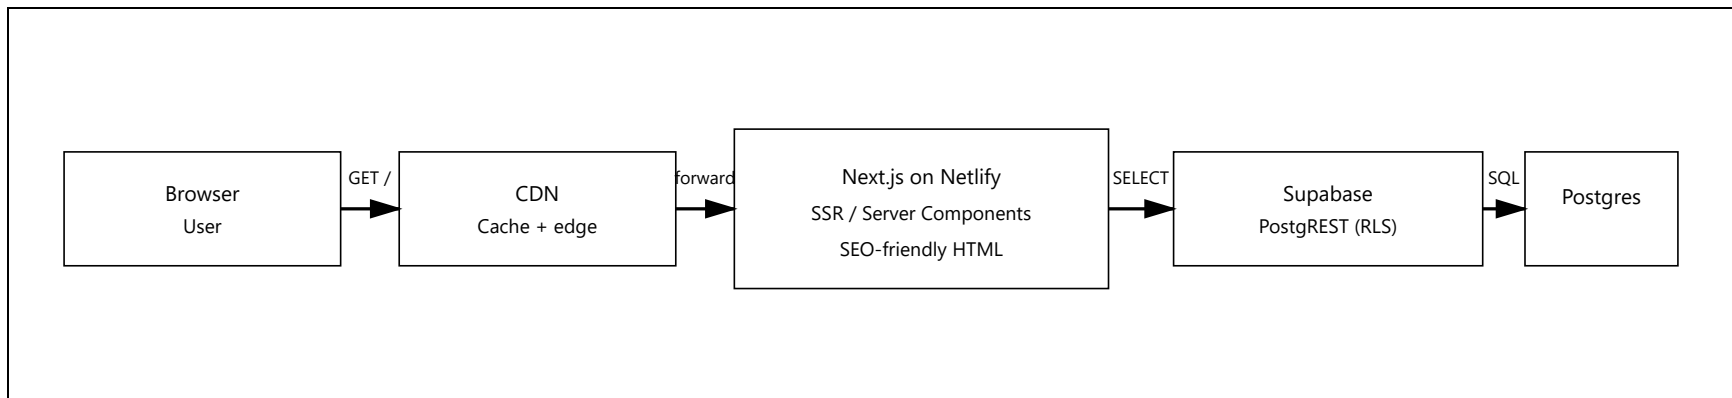 Browser
User
GET /
CDN
Cache + edge
forward
Next.js on Netlify
SSR / Server Components
SEO-friendly HTML
SELECT
Supabase
PostgREST (RLS)
SQL
Postgres